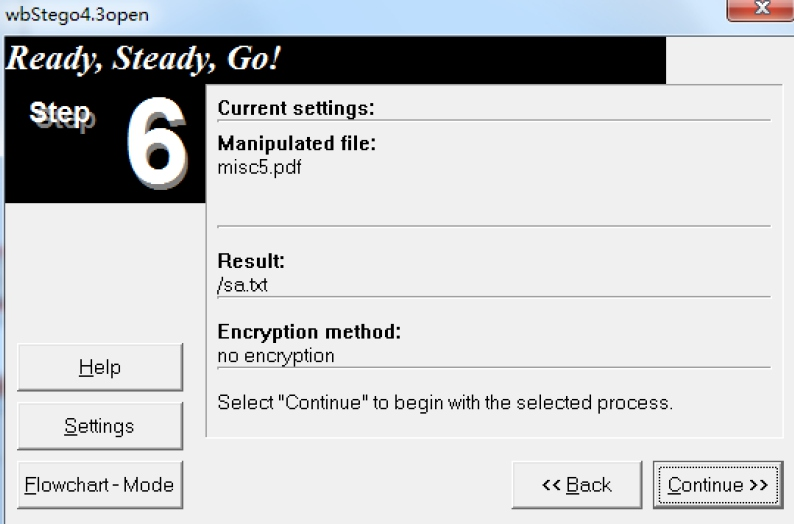 wbStego4.3open
X
Ready, Steady, Go!
Step 6
Current settings:
Manipulated file:
misc5.pdf
Result:
/sa.txt
Encryption method:
no encryption
Select "Continue" to begin with the selected process.
Help
Settings
Flowchart - Mode
<< Back
Continue >>